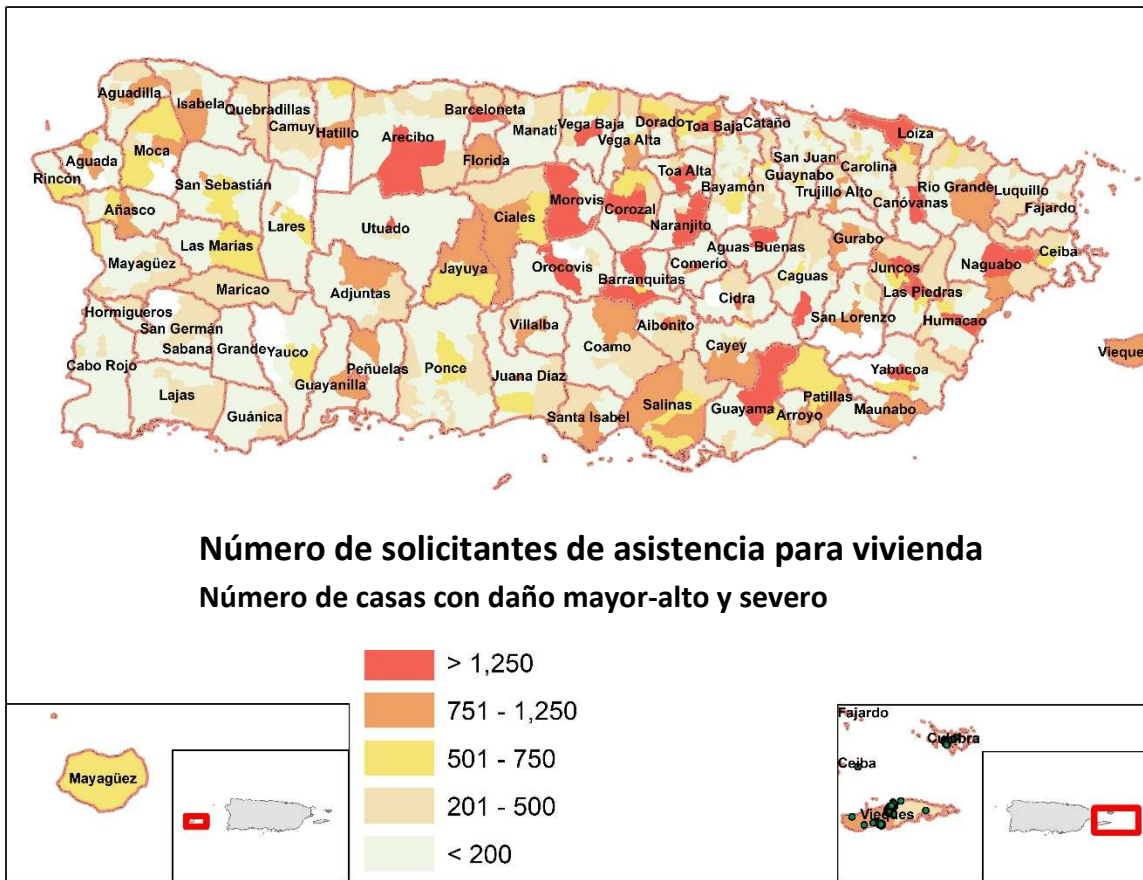 Aguadilla
Isabela
Quebradillas
Camuy
Hatillo
Arecibo
Barceloneta
Manatí
Vega Baja
Vega Alta
Dorado
Toa Baja
Cataño
Loíza
Moca
Aguada
Rincón
San Sebastián
Florida
Toa Alta
Bayamón
San Juan
Guaynabo
Carolina
Trujillo Alto
Canóvanas
Río Grande
Luquillo
Fajardo
Añasco
Lares
Utuado
Ciales
Morovis
Corozal
Naranjito
Las Marías
Mayagüez
Jayuya
Orocovis
Barranquitas
Comerío
Aguas Buenas
Gurabo
Caguas
Juncos
Naguabo
Ceiba
Maricao
Adjuntas
Cidra
Las Piedras
Hormigueros
San Germán
Sabana Grande
Villalba
Coamo
Aibonito
Cayey
San Lorenzo
Humacao
Vieques
Cabo Rojo
Yauco
Guayanilla
Peñuelas
Ponce
Juana Díaz
Yabucoa
Lajas
Guánica
Santa Isabel
Salinas
Guayama
Arroyo
Patillas
Maunabo
Número de solicitantes de asistencia para vivienda
Número de casas con daño mayor-alto y severo
> 1,250
751 - 1,250
501 - 750
201 - 500
< 200
Mayagüez
Fajardo
Culebra
Ceiba
Vieques